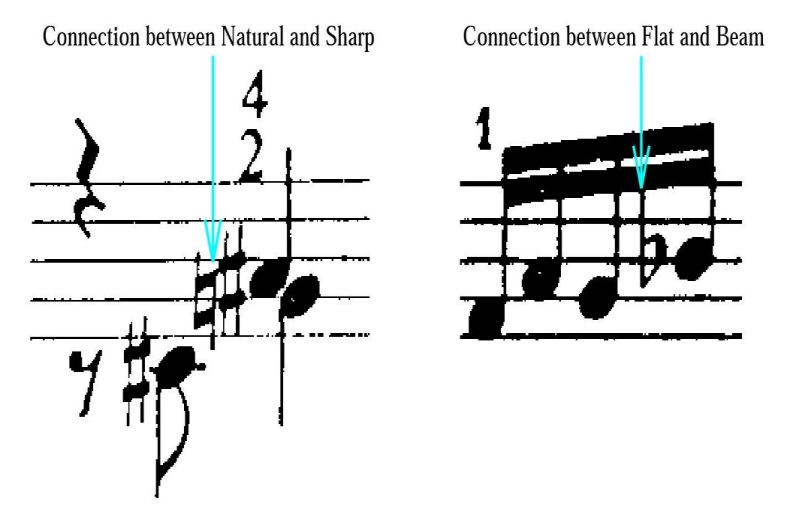 Connection between Natural and Sharp
Connection between Flat and Beam
4
2
1